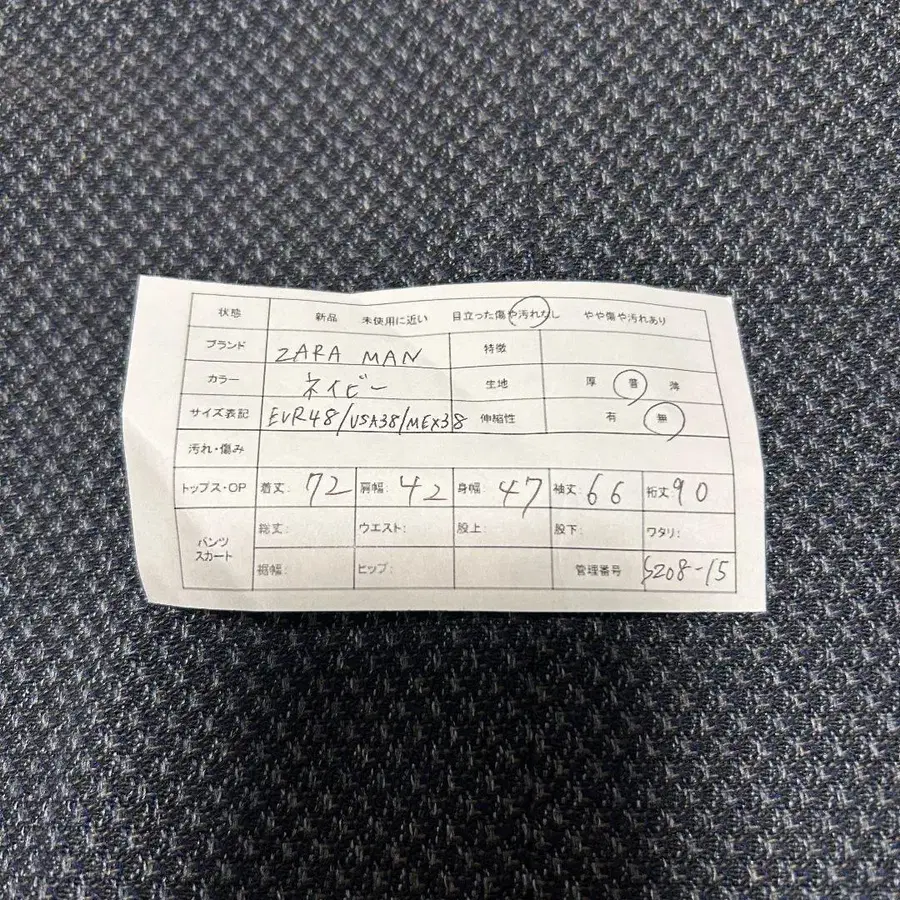 状態 新品 未使用に近い 目立った傷や汚れなし やや傷や汚れあり
ブランド ZARA MAN 特徴
カラー ネイビー 生地 厚 普 薄
サイズ表記 EUR48/USA38/MEX38 伸縮性 有 無
汚れ・傷み
トップス・OP 着丈: 72 肩幅: 42 身幅: 47 袖丈: 66 裄丈 90
パンツ スカート 総丈: ウエスト: 股上: 股下: ワタリ:
裾幅: ヒップ: 管理番号 S208-15